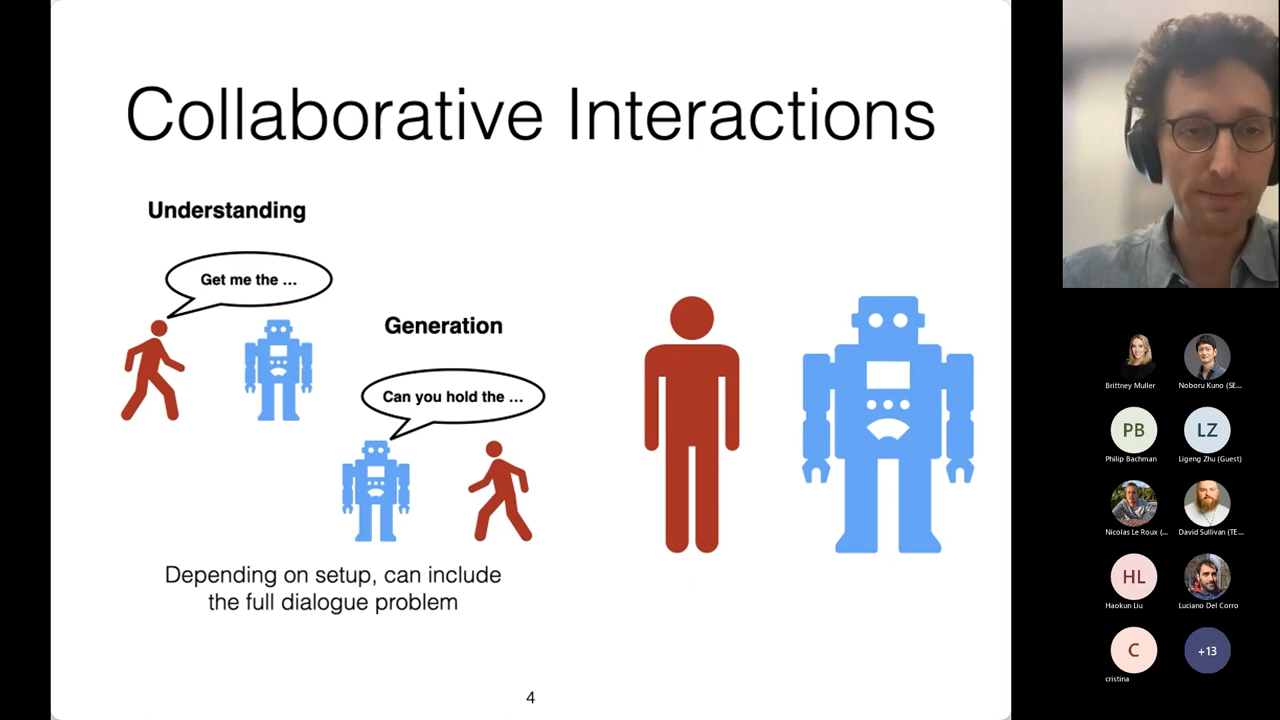 Collaborative Interactions
Understanding
Get me the ...
Generation
Can you hold the ...
Depending on setup, can include
the full dialogue problem
4
Brittney Muller
Noboru Kuno (SE...
PB
Philip Bachman
LZ
Ligeng Zhu (Guest)
Nicolas Le Roux (...
David Sullivan (TE...
HL
Haokun Liu
Luciano Del Corro
C
cristina
+13